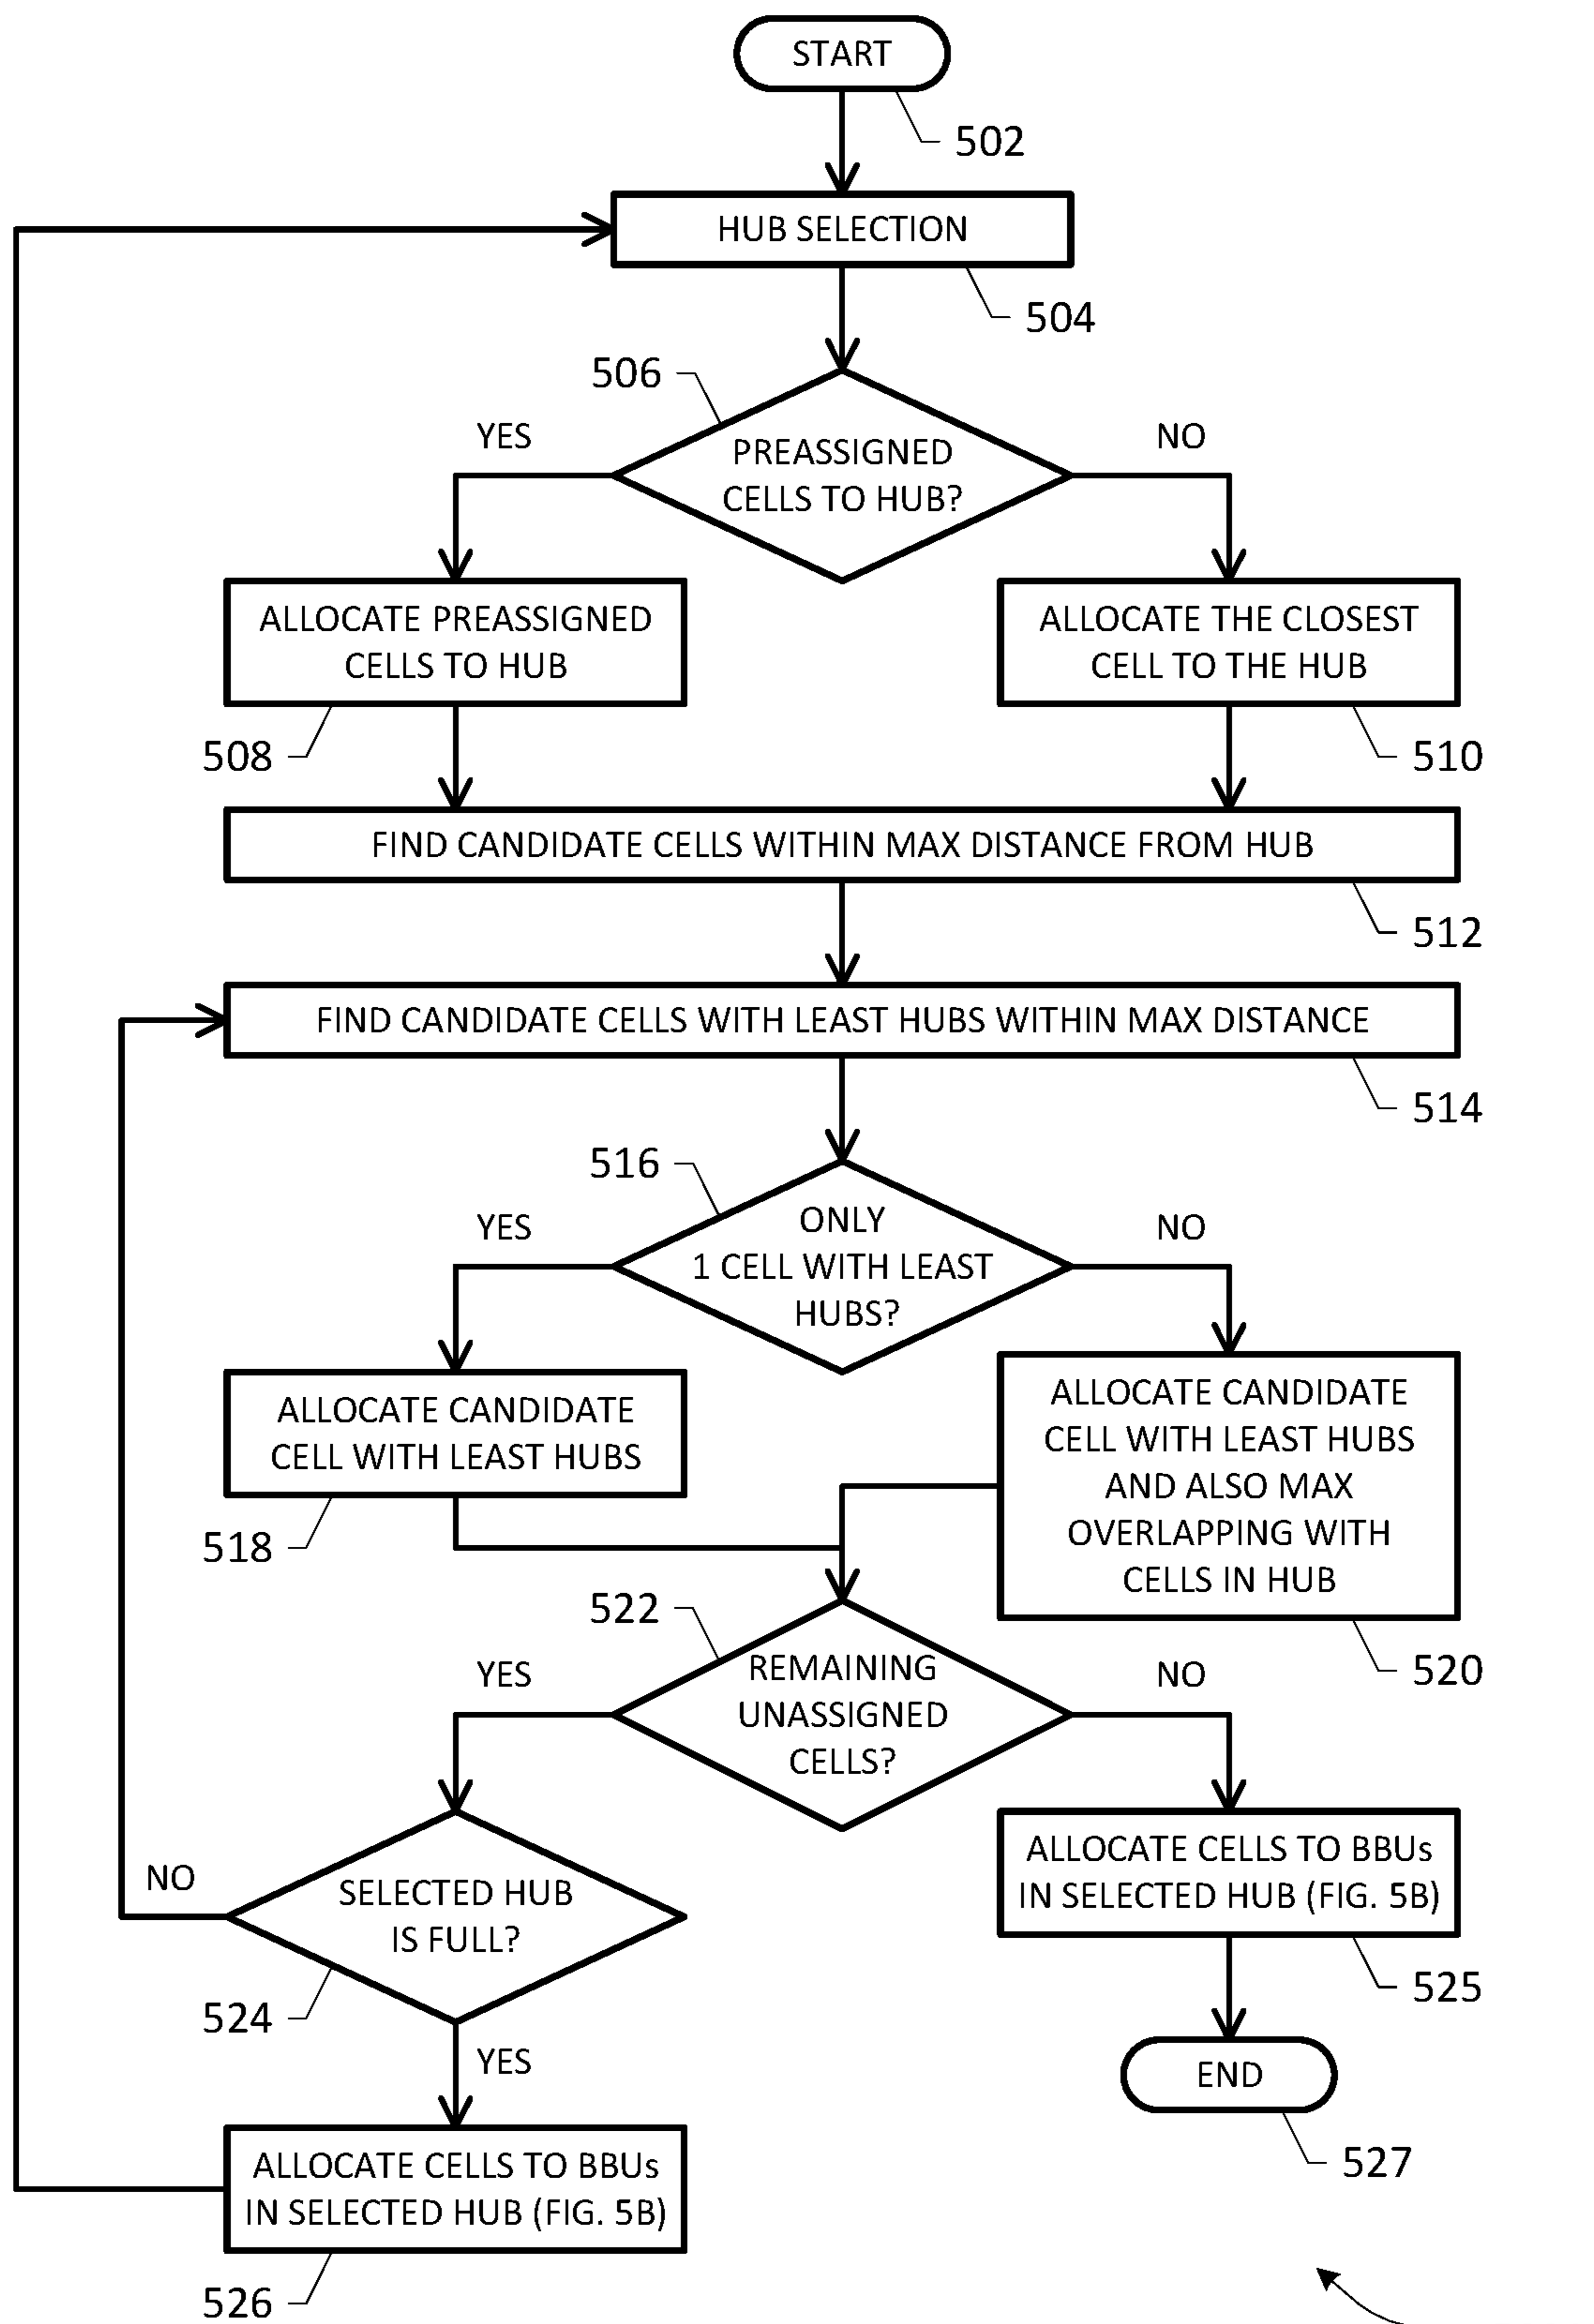 START
502
HUB SELECTION
504
506
YES
NO
PREASSIGNED
CELLS TO HUB?
ALLOCATE PREASSIGNED
CELLS TO HUB
ALLOCATE THE CLOSEST
CELL TO THE HUB
508
510
FIND CANDIDATE CELLS WITHIN MAX DISTANCE FROM HUB
512
FIND CANDIDATE CELLS WITH LEAST HUBS WITHIN MAX DISTANCE
514
516
YES
NO
ONLY
1 CELL WITH LEAST
HUBS?
ALLOCATE CANDIDATE
CELL WITH LEAST HUBS
ALLOCATE CANDIDATE
CELL WITH LEAST HUBS
AND ALSO MAX
OVERLAPPING WITH
CELLS IN HUB
518
520
522
YES
NO
REMAINING
UNASSIGNED
CELLS?
NO
SELECTED HUB
IS FULL?
ALLOCATE CELLS TO BBUs
IN SELECTED HUB (FIG. 5B)
524
525
YES
END
527
ALLOCATE CELLS TO BBUs
IN SELECTED HUB (FIG. 5B)
526